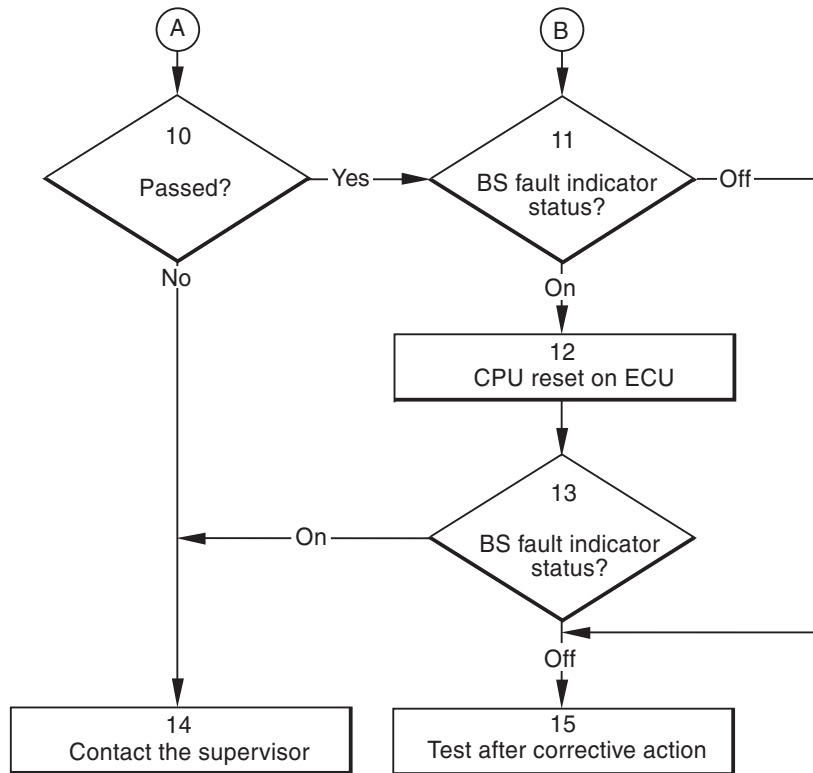 A
B
10
Passed?
Yes
11
BS fault indicator
status?
Off
No
On
12
CPU reset on ECU
13
BS fault indicator
status?
On
Off
14
Contact the supervisor
15
Test after corrective action